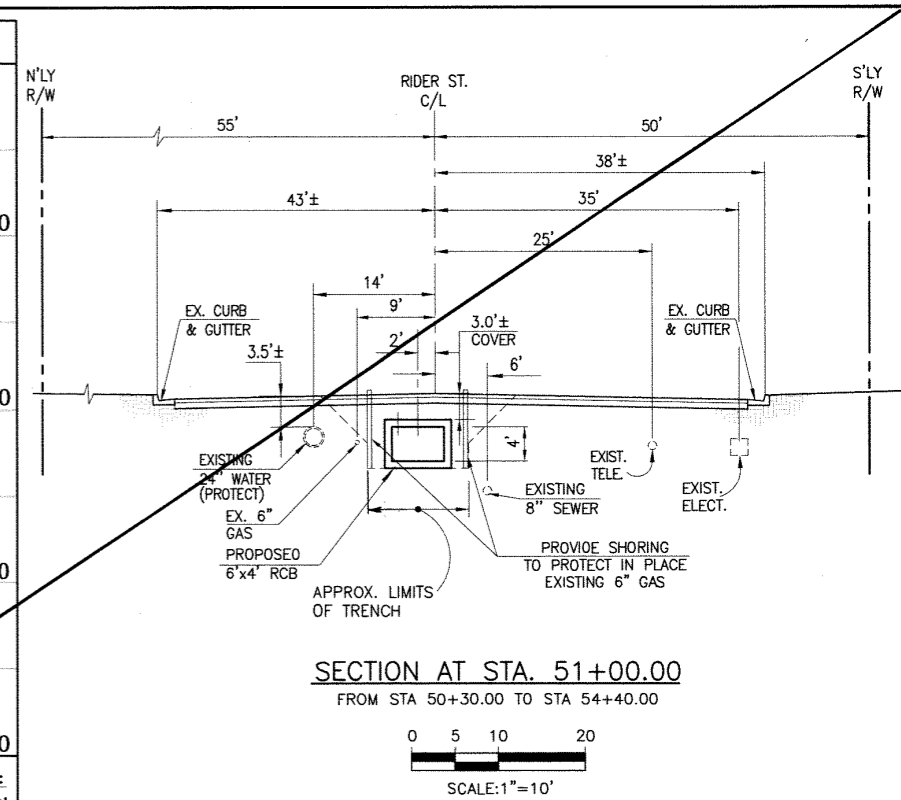 N'LY
R/W
RIDER ST.
C/L
S'LY
R/W
55'
50'
38'±
43'±
35'
25'
14'
9'
EX. CURB
& GUTTER
3.0'±
COVER
EX. CURB
& GUTTER
2'
3.5'±
6'
4'
EXISTING
24" WATER
(PROTECT)
EXIST.
TELE.
EXIST.
ELECT.
EXISTING
8" SEWER
EX. 6"
GAS
PROPOSEO
6'x4' RCB
PROVIOE SHORING
TO PROTECT IN PLACE
EXISTING 6" GAS
APPROX. LIMITS
OF TRENCH
SECTION AT STA. 51+00.00
FROM STA 50+30.00 TO STA 54+40.00
0 5 10 20
SCALE:1"=10'
0
0
0
0